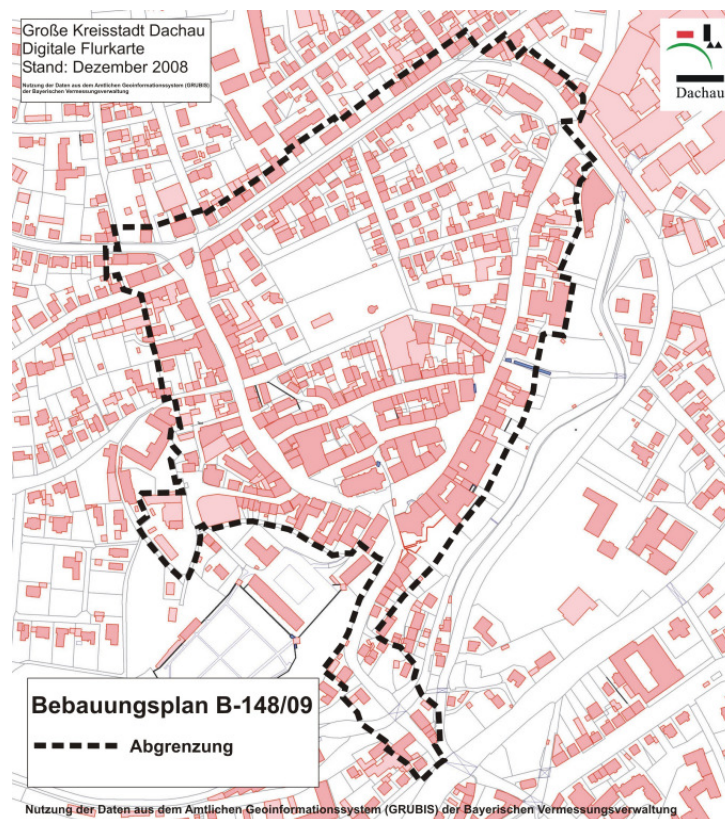 Große Kreisstadt Dachau
Digitale Flurkarte
Stand: Dezember 2008
Nutzung der Daten aus dem Amtlichen Geoinformationssystem (GRUBIS)
der Bayerischen Vermessungsverwaltung
Dachau
Bebauungsplan B-148/09
Abgrenzung
Nutzung der Daten aus dem Amtlichen Geoinformationssystem (GRUBIS) der Bayerischen Vermessungsverwaltung